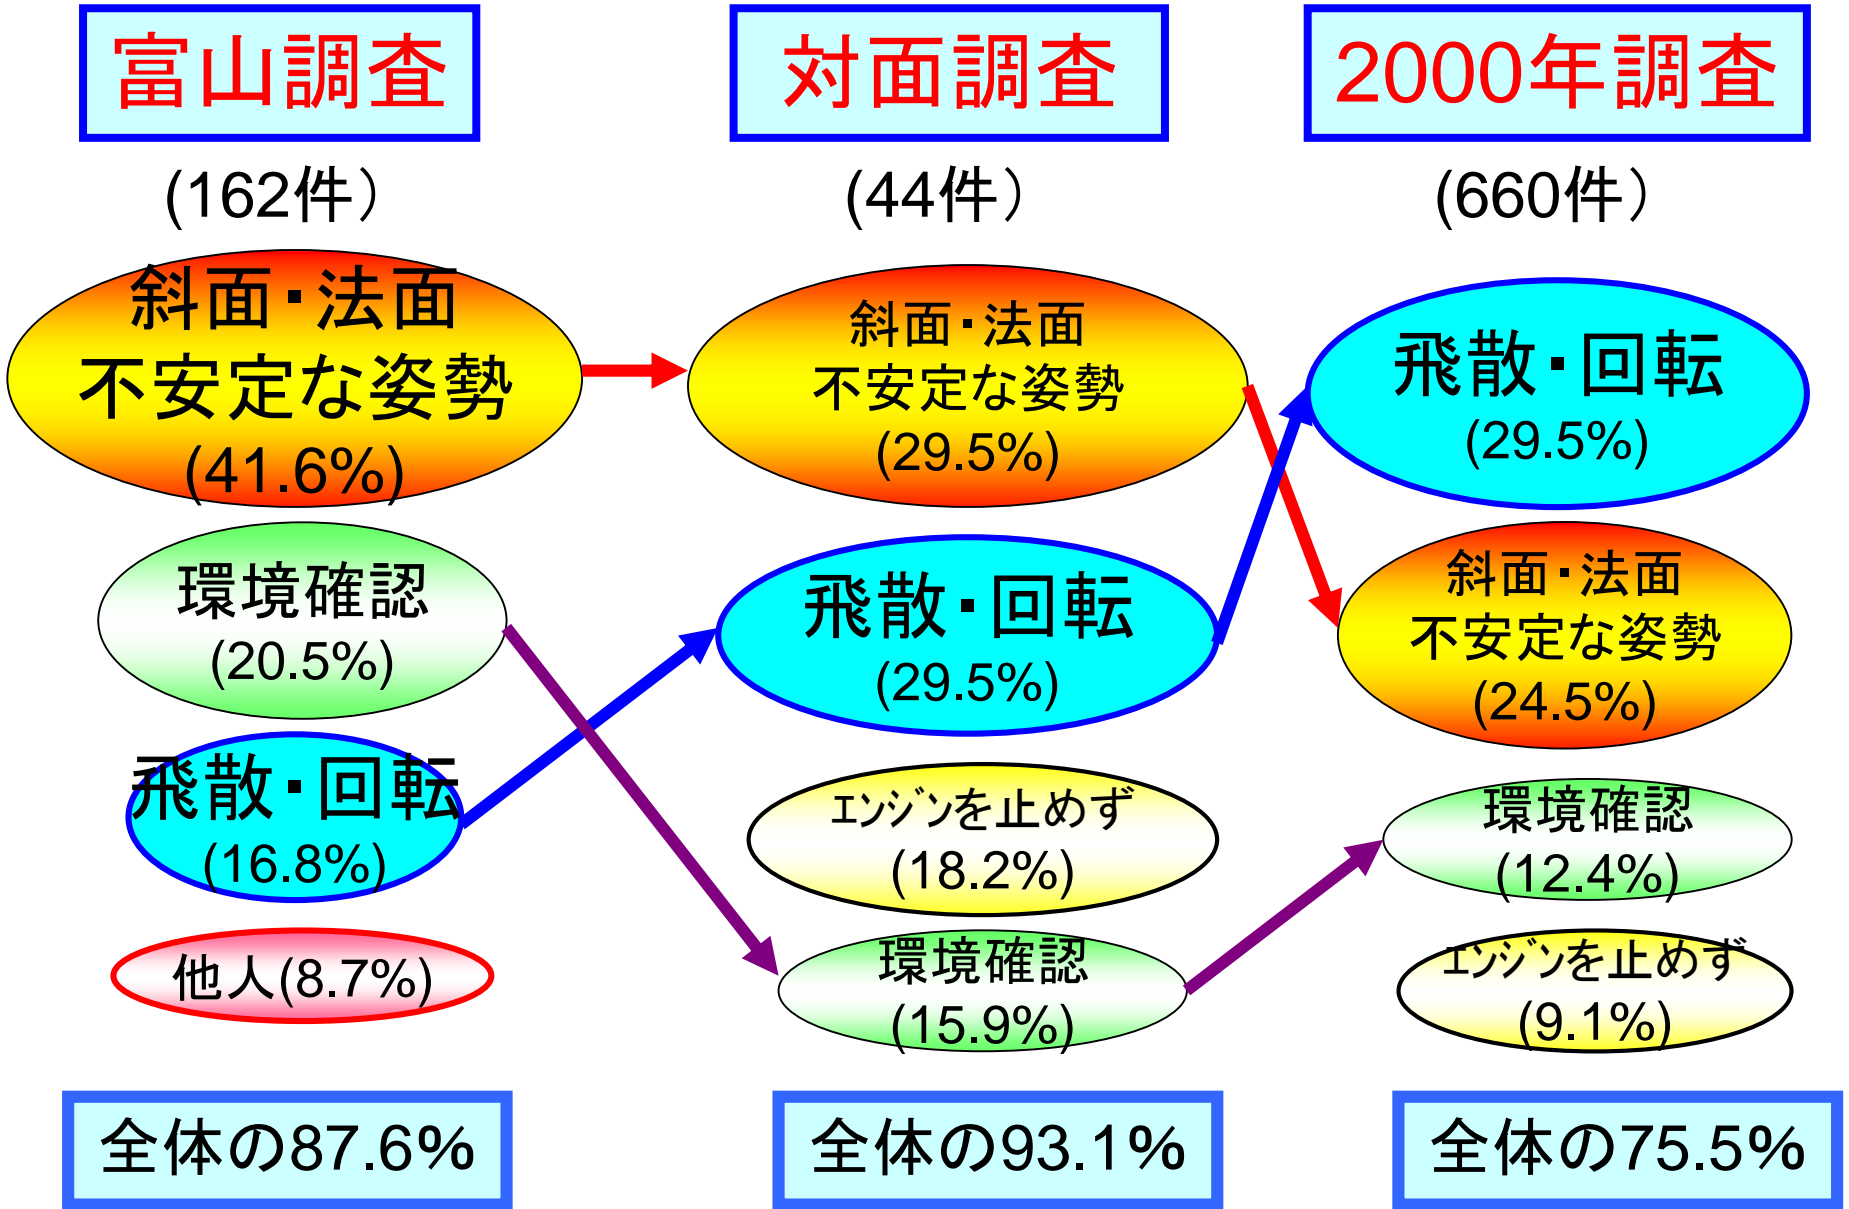 富山調査
(162件）
斜面・法面
不安定な姿勢
(41.6%)
環境確認
(20.5%)
飛散・回転
(16.8%)
他人(8.7%)
全体の87.6%
対面調査
(44件）
斜面・法面
不安定な姿勢
(29.5%)
飛散・回転
(29.5%)
ｴﾝｼﾞﾝを止めず
(18.2%)
環境確認
(15.9%)
全体の93.1%
2000年調査
(660件）
飛散・回転
(29.5%)
斜面・法面
不安定な姿勢
(24.5%)
環境確認
(12.4%)
ｴﾝｼﾞﾝを止めず
(9.1%)
全体の75.5%